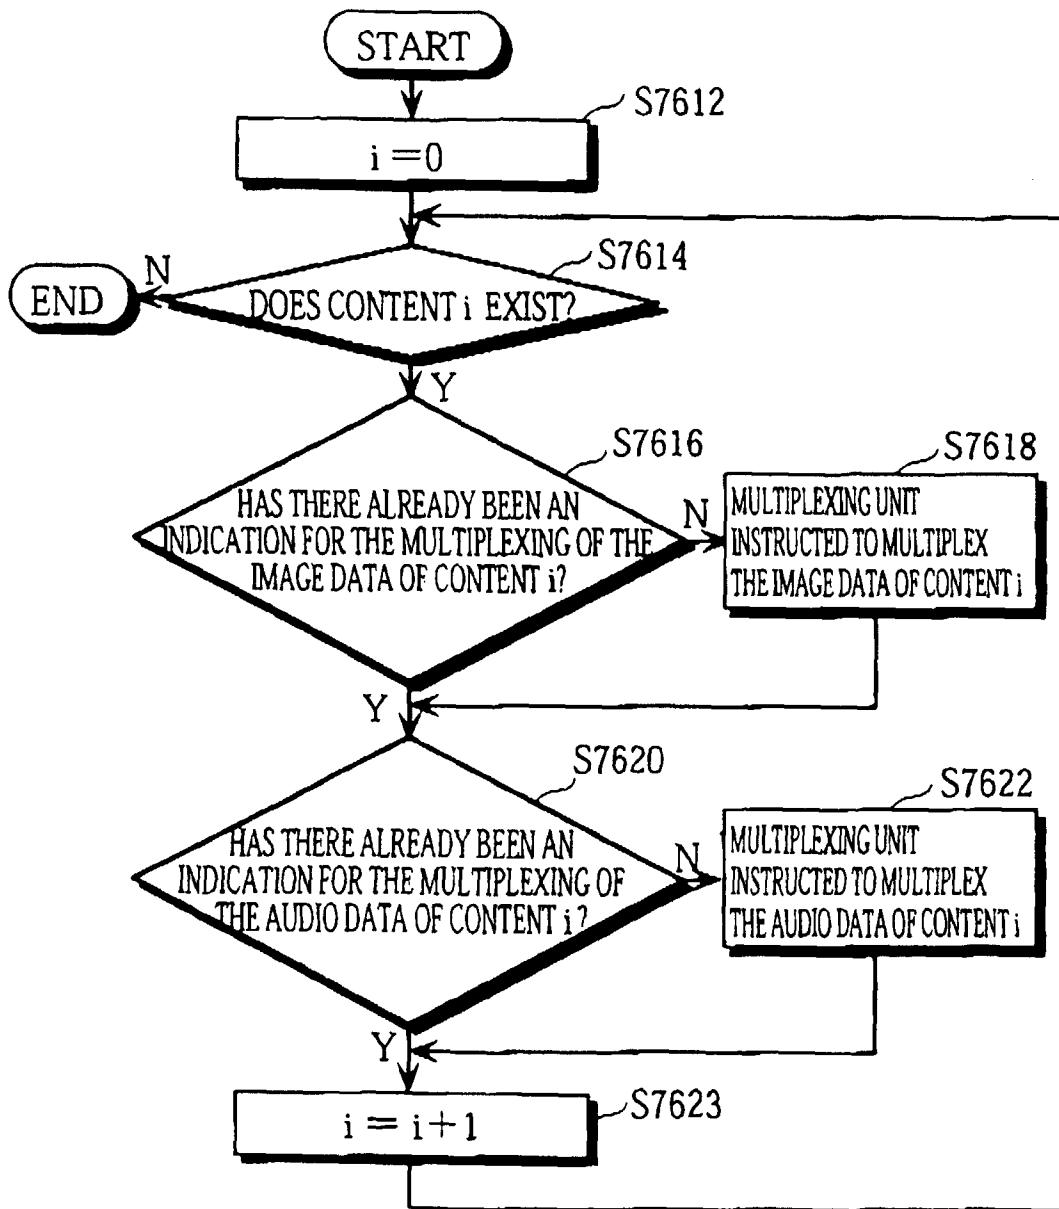 START
S7612
i=0
S7614
N
END
DOES CONTENT i EXIST?
Y
S7616
HAS THERE ALREADY BEEN AN
INDICATION FOR THE MULTIPLEXING OF THE
IMAGE DATA OF CONTENT i?
N
S7618
MULTIPLEXING UNIT
INSTRUCTED TO MULTIPLEX
THE IMAGE DATA OF CONTENT i
Y
S7620
HAS THERE ALREADY BEEN AN
INDICATION FOR THE MULTIPLEXING OF
THE AUDIO DATA OF CONTENT i?
N
S7622
MULTIPLEXING UNIT
INSTRUCTED TO MULTIPLEX
THE AUDIO DATA OF CONTENT i
Y
S7623
i = i+1